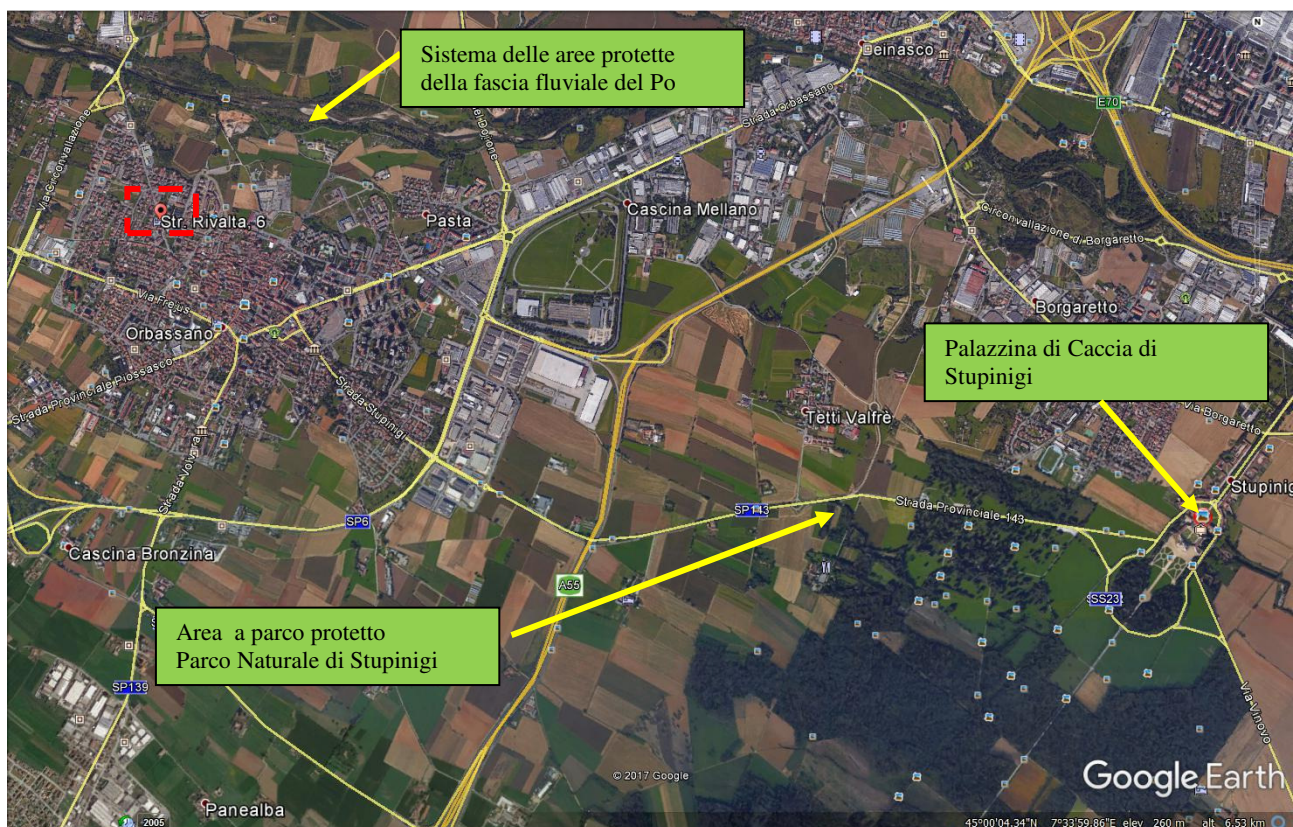 N
Sistema delle aree protette
della fascia fluviale del Po
Beinasco
E70
Strada Orbassano
Via Circonvallazione
Str. Rivalta, 6
Pasta
Cascina Mellano
Circonvallazione d. Borgaretto
Via Frejus
Orbassano
Borgaretto
Palazzina di Caccia di
Stupinigi
Strada Provinciale Piossasco
Strada Stupinigi
Tetti Valfrè
Via Borgaretto
Strada Volvera
Stupinigi
SP6
SP143
Strada Provinciale 143
Cascina Bronzina
A55
SS23
Area a parco protetto
Parco Naturale di Stupinigi
SP139
Via Vinovo
© 2017 Google
Google Earth
Panealba
2005
45°00'04.34"N 7°33'59.86"E elev 260 m alt 6.53 km